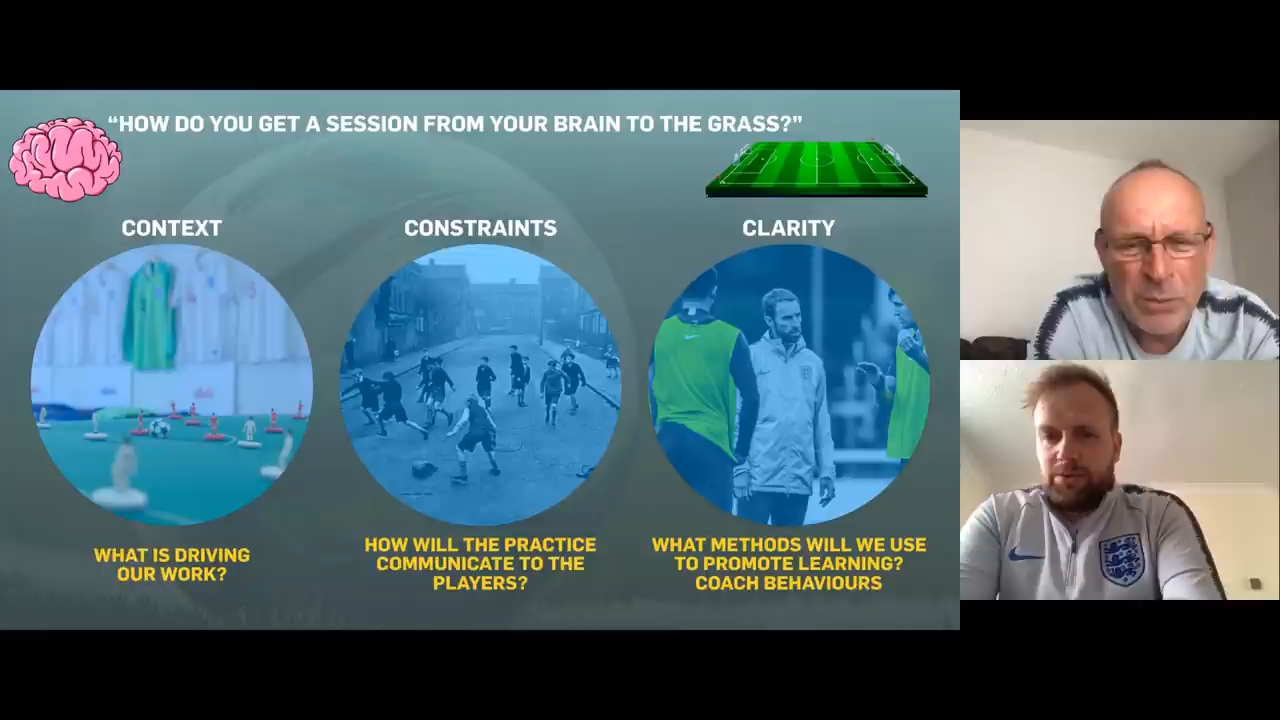 “HOW DO YOU GET A SESSION FROM YOUR BRAIN TO THE GRASS?”
CONTEXT
CONSTRAINTS
CLARITY
WHAT IS DRIVING
OUR WORK?
HOW WILL THE PRACTICE
COMMUNICATE TO THE
PLAYERS?
WHAT METHODS WILL WE USE
TO PROMOTE LEARNING?
COACH BEHAVIOURS